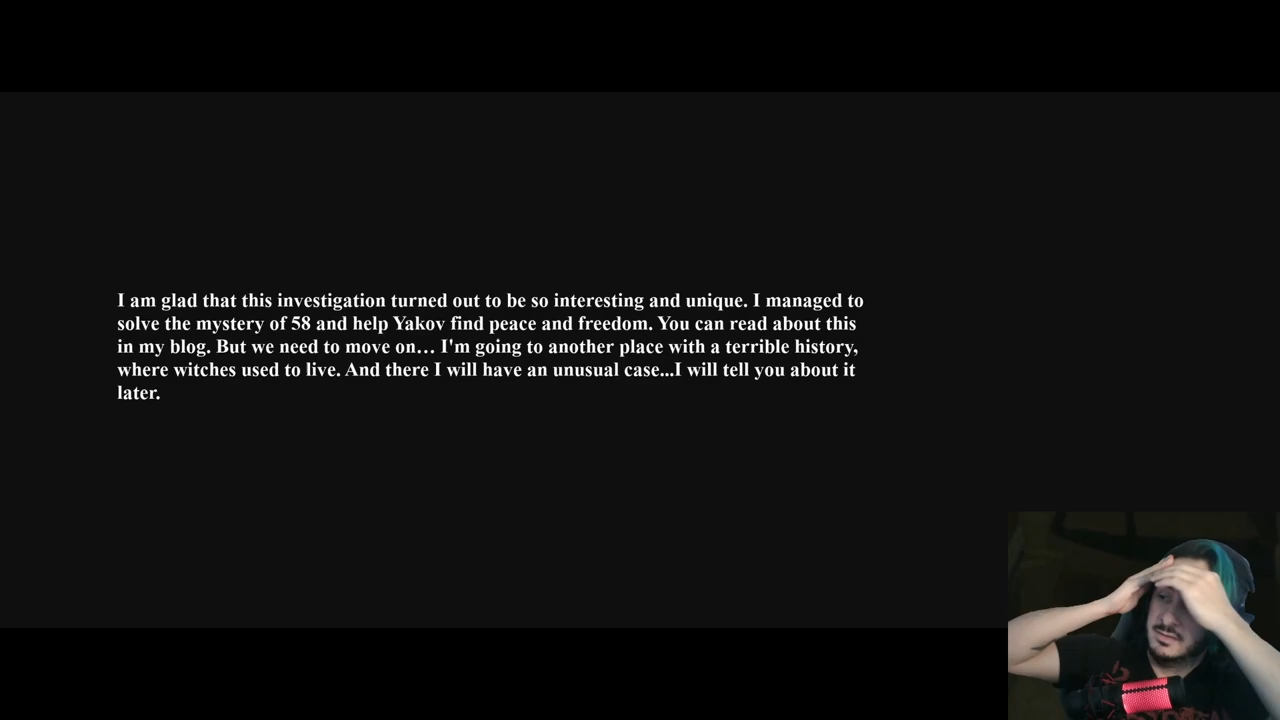 I am glad that this investigation turned out to be so interesting and unique. I managed to
solve the mystery of 58 and help Yakov find peace and freedom. You can read about this
in my blog. But we need to move on… I'm going to another place with a terrible history,
where witches used to live. And there I will have an unusual case...I will tell you about it
later.